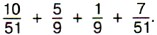 10/51 + 5/9 + 1/9 + 7/51.